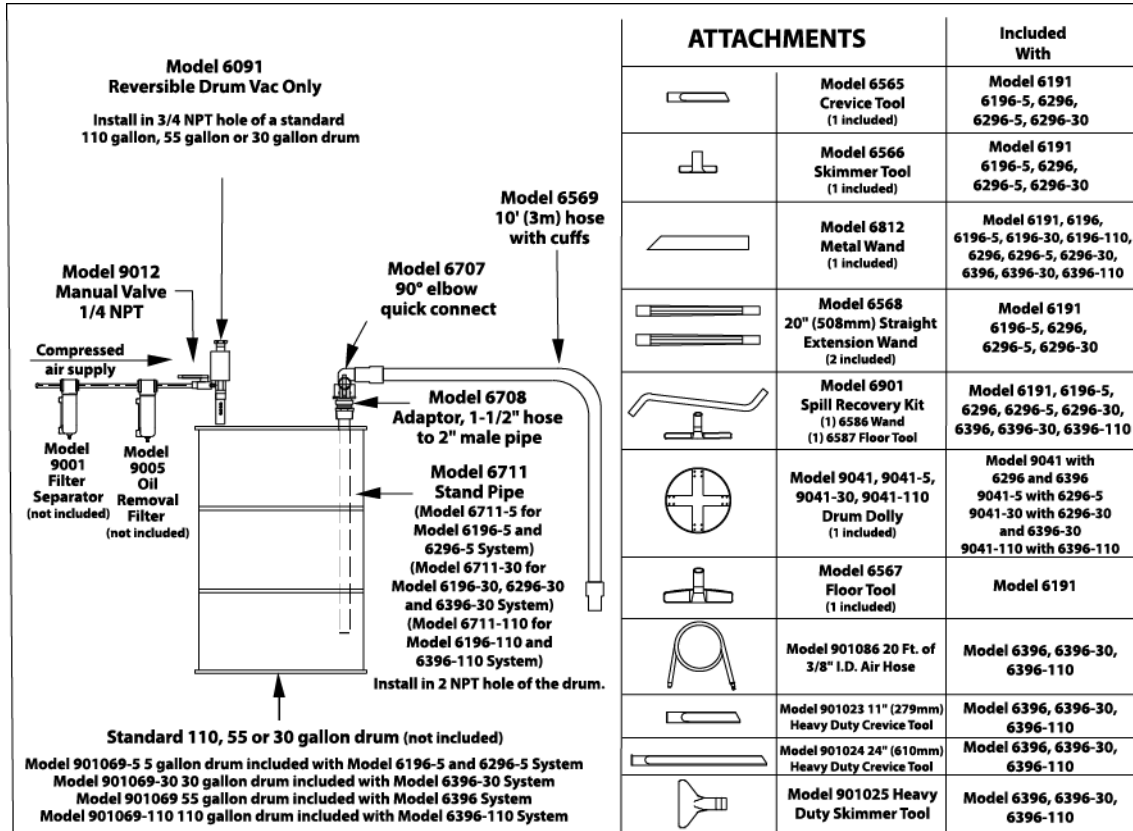 Model 6091
Reversible Drum Vac Only
Install in 3/4 NPT hole of a standard
110 gallon, 55 gallon or 30 gallon drum
Model 6569
10' (3m) hose
with cuffs
Model 9012
Manual Valve
1/4 NPT
Model 6707
90° elbow
quick connect
Compressed
air supply
Model 6708
Adaptor, 1-1/2" hose
to 2" male pipe
Model
9001
Filter
Separator
(not included)
Model
9005
Oil
Removal
Filter
(not included)
Model 6711
Stand Pipe
(Model 6711-5 for
Model 6196-5 and
6296-5 System)
(Model 6711-30 for
Model 6196-30, 6296-30
and 6396-30 System)
(Model 6711-110 for
Model 6196-110 and
6396-110 System)
Install in 2 NPT hole of the drum.
Standard 110, 55 or 30 gallon drum (not included)
Model 901069-5 5 gallon drum included with Model 6196-5 and 6296-5 System
Model 901069-30 30 gallon drum included with Model 6396-30 System
Model 901069 55 gallon drum included with Model 6396 System
Model 901069-110 110 gallon drum included with Model 6396-110 System
ATTACHMENTS
Included
With
Model 6565
Crevice Tool
(1 included)
Model 6191
6196-5, 6296,
6296-5, 6296-30
Model 6566
Skimmer Tool
(1 included)
Model 6191
6196-5, 6296,
6296-5, 6296-30
Model 6812
Metal Wand
(1 included)
Model 6191, 6196,
6196-5, 6196-30, 6196-110,
6296, 6296-5, 6296-30,
6396, 6396-30, 6396-110
Model 6568
20" (508mm) Straight
Extension Wand
(2 included)
Model 6191
6196-5, 6296,
6296-5, 6296-30
Model 6901
Spill Recovery Kit
(1) 6586 Wand
(1) 6587 Floor Tool
Model 6191, 6196-5,
6296, 6296-5, 6296-30,
6396, 6396-30, 6396-110
Model 9041, 9041-5,
9041-30, 9041-110
Drum Dolly
(1 included)
Model 9041 with
6296 and 6396
9041-5 with 6296-5
9041-30 with 6296-30
and 6396-30
9041-110 with 6396-110
Model 6567
Floor Tool
(1 included)
Model 6191
Model 901086 20 Ft. of
3/8" I.D. Air Hose
Model 6396, 6396-30,
6396-110
Model 901023 11" (279mm)
Heavy Duty Crevice Tool
Model 6396, 6396-30,
6396-110
Model 901024 24" (610mm)
Heavy Duty Crevice Tool
Model 6396, 6396-30,
6396-110
Model 901025 Heavy
Duty Skimmer Tool
Model 6396, 6396-30,
6396-110